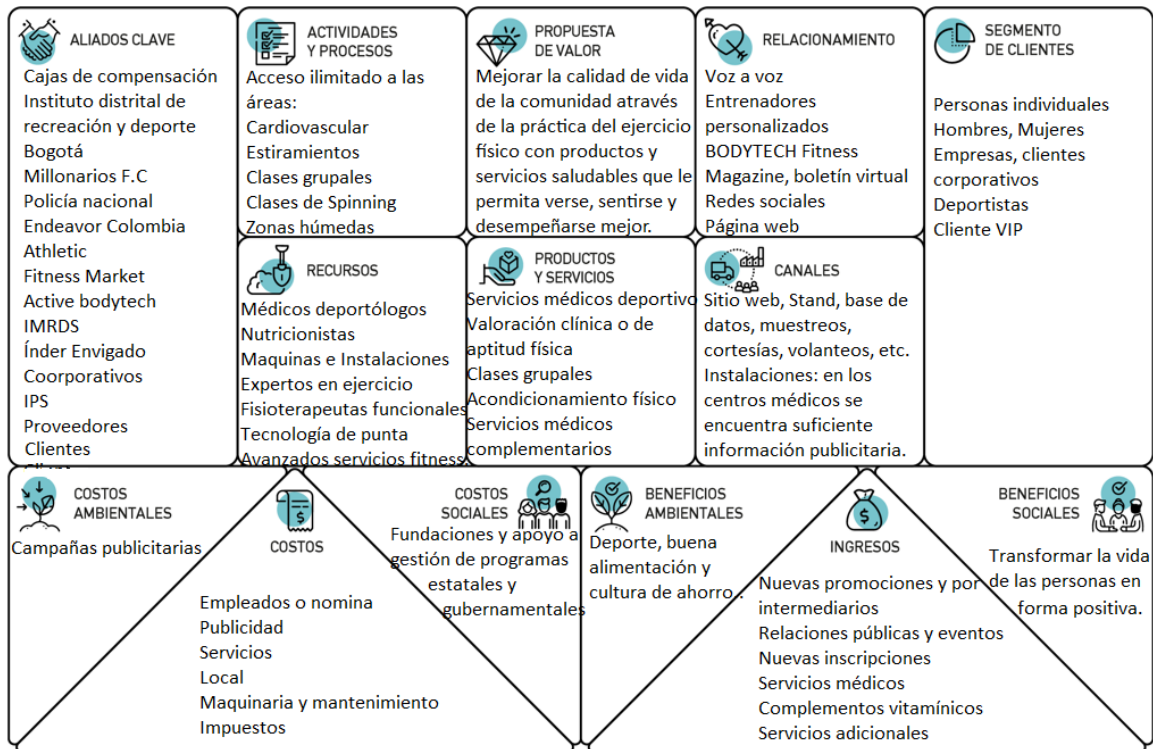 ALIADOS CLAVE
Cajas de compensación
Instituto distrital de
recreación y deporte
Bogotá
Millonarios F.C
Policía nacional
Endeavor Colombia
Athletic
Fitness Market
Active bodytech
IMRDS
Índer Envigado
Coorporativos
IPS
Proveedores
Clientes
ACTIVIDADES
Y PROCESOS
Acceso ilimitado a las
áreas:
Cardiovascular
Estiramientos
Clases grupales
Clases de Spinning
Zonas húmedas
RECURSOS
Médicos deportólogos
Nutricionistas
Maquinas e Instalaciones
Expertos en ejercicio
Fisioterapeutas funcionales
Tecnología de punta
Avanzados servicios fitness
PROPUESTA
DE VALOR
Mejorar la calidad de vida
de la comunidad através
de la práctica del ejercicio
físico con productos y
servicios saludables que le
permita verse, sentirse y
desempeñarse mejor.
PRODUCTOS
Y SERVICIOS
Servicios médicos deportivo
Valoración clínica o de
aptitud física
Clases grupales
Acondicionamiento físico
Servicios médicos
complementarios
RELACIONAMIENTO
Voz a voz
Entrenadores
personalizados
BODYTECH Fitness
Magazine, boletín virtual
Redes sociales
Página web
CANALES
Sitio web, Stand, base de
datos, muestreos,
cortesías, volanteos, etc.
Instalaciones: en los
centros médicos se
encuentra suficiente
información publicitaria.
SEGMENTO
DE CLIENTES
Personas individuales
Hombres, Mujeres
Empresas, clientes
corporativos
Deportistas
Cliente VIP
COSTOS
AMBIENTALES
Campañas publicitarias
$
COSTOS
Empleados o nomina
Publicidad
Servicios
Local
Maquinaria y mantenimiento
Impuestos
COSTOS
SOCIALES
Fundaciones y apoyo a
gestión de programas
estatales y
gubernamentales
BENEFICIOS
AMBIENTALES
Deporte, buena
alimentación y
cultura de ahorro..
$
INGRESOS
Nuevas promociones y por
intermediarios
Relaciones públicas y eventos
Nuevas inscripciones
Servicios médicos
Complementos vitamínicos
Servicios adicionales
BENEFICIOS
SOCIALES
Transformar la vida
de las personas en
forma positiva.